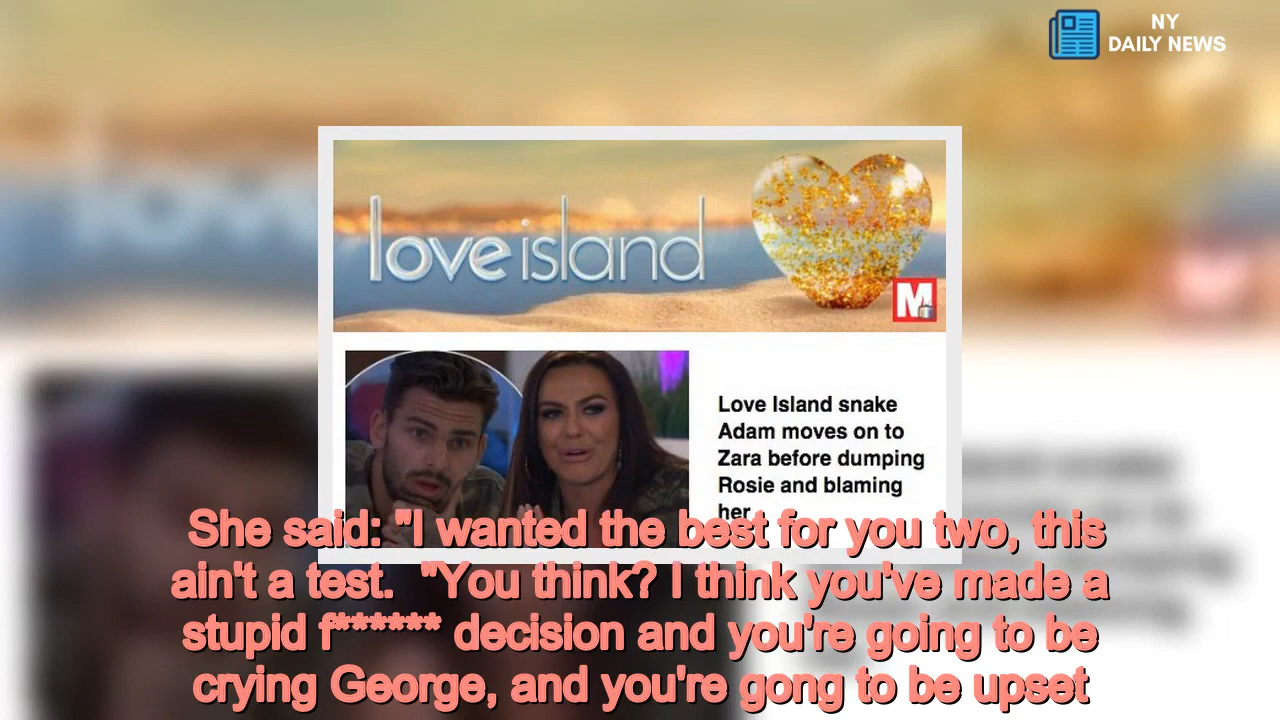 NY
DAILY NEWS
love island
M
Love Island snake
Adam moves on to
Zara before dumping
Rosie and blaming
her
She said: "I wanted the best for you two, this
ain't a test.  "You think? I think you've made a
stupid f****** decision and you're going to be
crying George, and you're gong to be upset